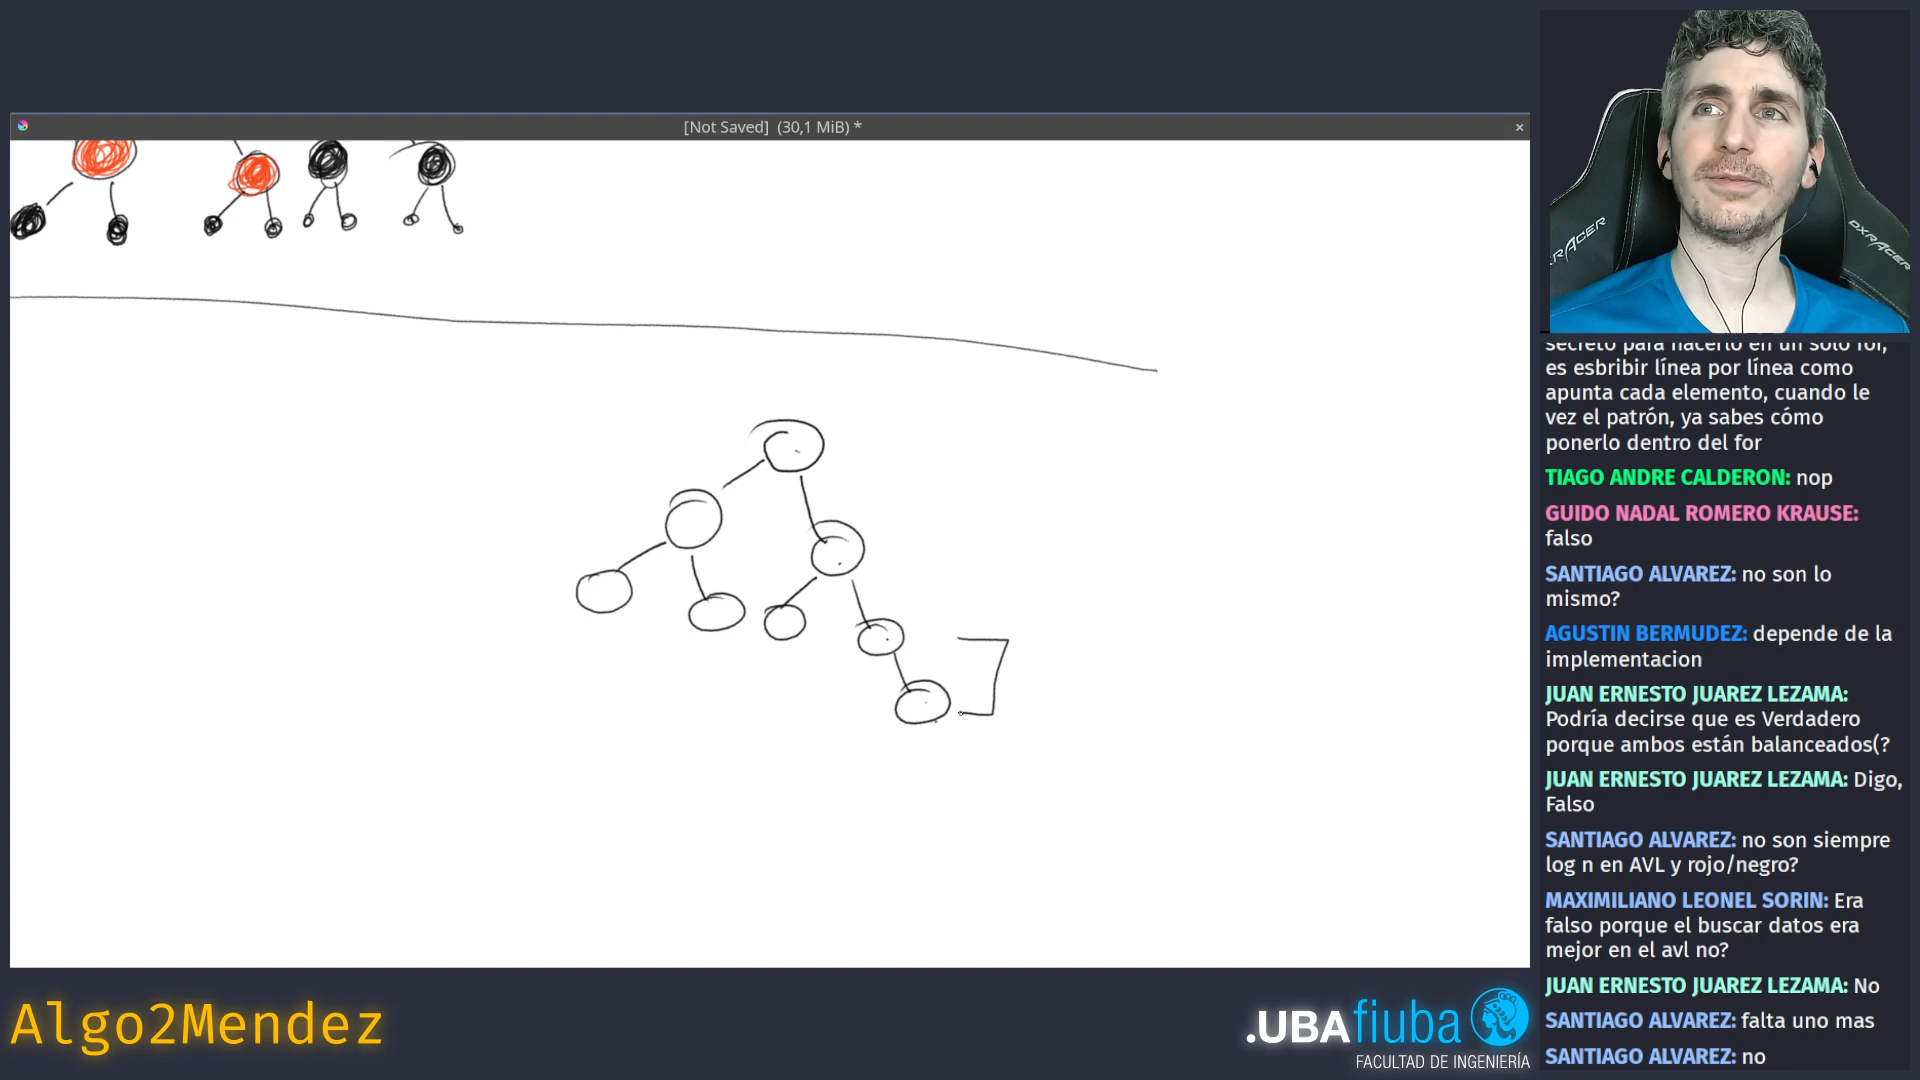 [Not Saved] (30,1 MiB) *
×
RACER
DXRACER
secreto para hacerlo en un solo for,
es esbribir línea por línea como
apunta cada elemento, cuando le
vez el patrón, ya sabes cómo
ponerlo dentro del for
TIAGO ANDRE CALDERON: nop
GUIDO NADAL ROMERO KRAUSE:
falso
SANTIAGO ALVAREZ: no son lo
mismo?
AGUSTIN BERMUDEZ: depende de la
implementacion
JUAN ERNESTO JUAREZ LEZAMA:
Podría decirse que es Verdadero
porque ambos están balanceados(?
JUAN ERNESTO JUAREZ LEZAMA: Digo,
Falso
SANTIAGO ALVAREZ: no son siempre
log n en AVL y rojo/negro?
MAXIMILIANO LEONEL SORIN: Era
falso porque el buscar datos era
mejor en el avl no?
JUAN ERNESTO JUAREZ LEZAMA: No
SANTIAGO ALVAREZ: falta uno mas
SANTIAGO ALVAREZ: no
Algo2Mendez
.UBAfiuba
FACULTAD DE INGENIERÍA